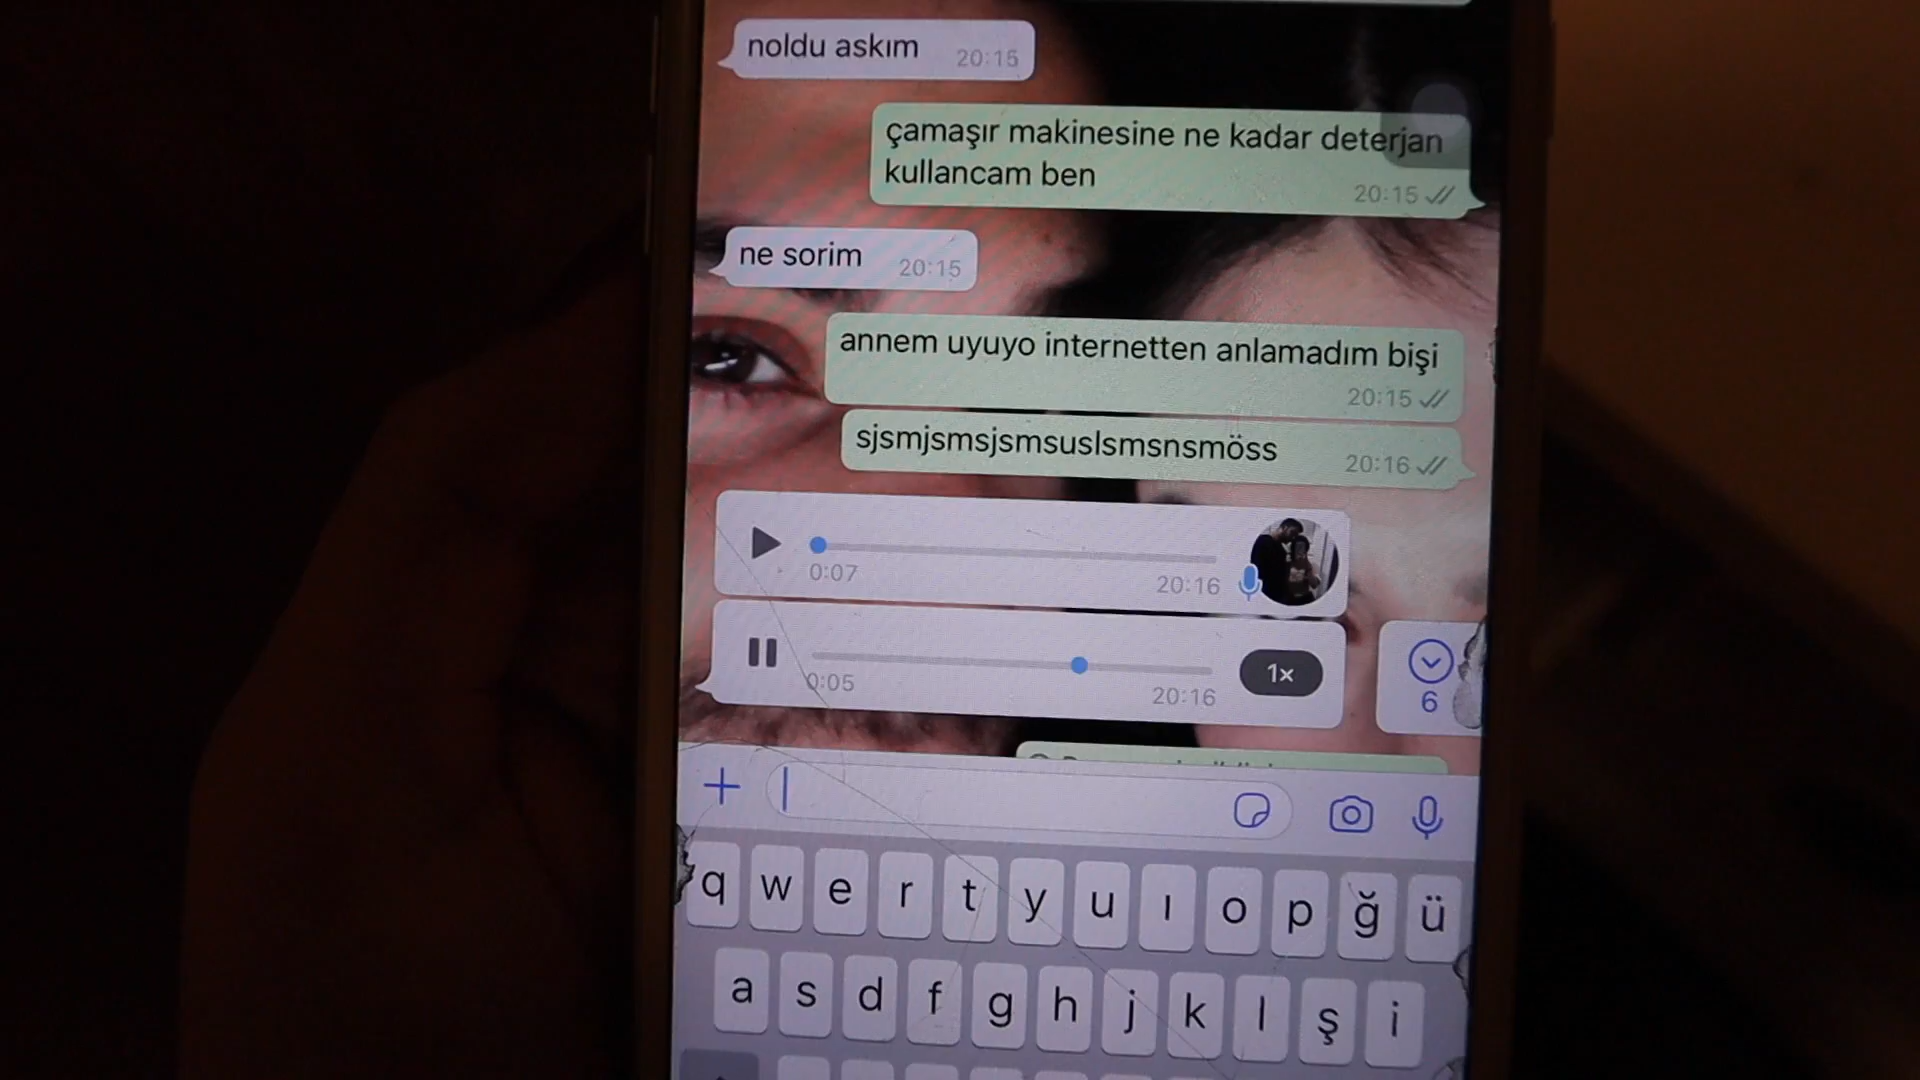 noldu askım 20:15
çamaşır makinesine ne kadar deterjan
kullancam ben 20:15
ne sorim 20:15
annem uyuyo internetten anlamadım bişi
20:15
sjsmjsmsjsmsuslsmsnsmöss 20:16
0:07 20:16
0:05 20:16 1x
6
q w e r t y u ı o p ğ ü
a s d f g h j k l ş i